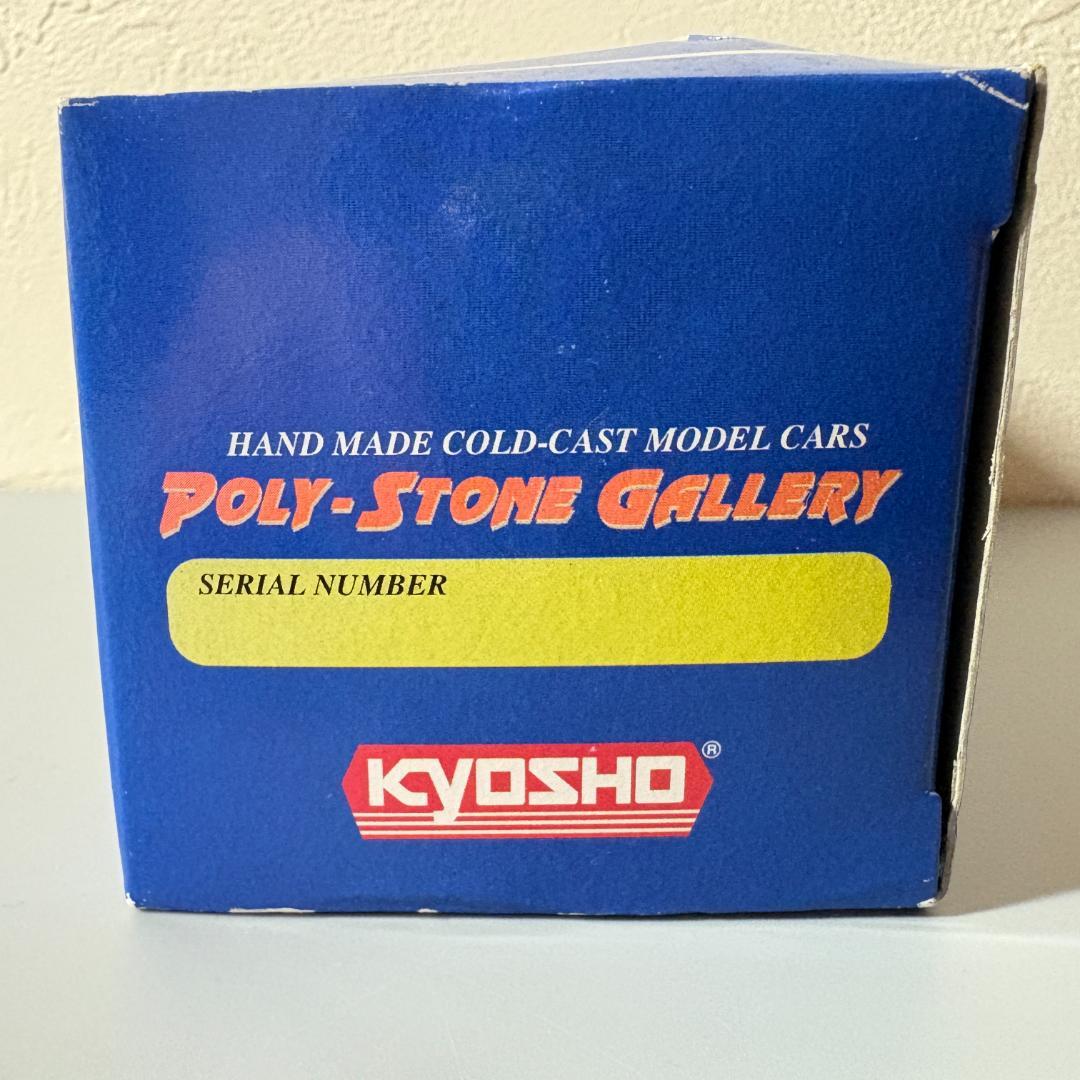 HAND MADE COLD-CAST MODEL CARS
POLY-STONE GALLERY
SERIAL NUMBER
KYOSHO ®